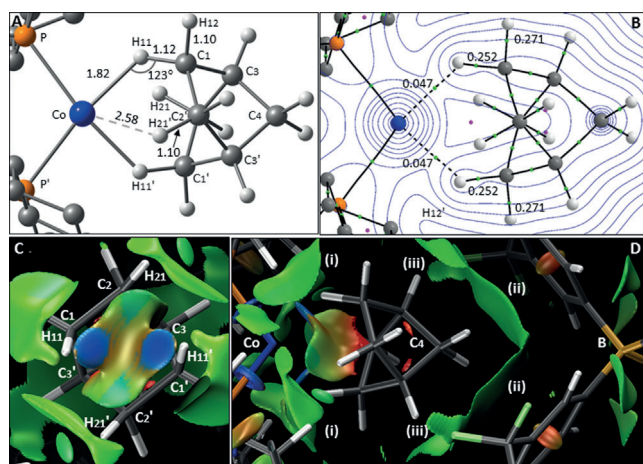 A
P
H12
H11
1.10
1.12
C1
1.82
123°
C3
H21
Co
C2'
C4
2.58
H21'
1.10
C3'
P'
H11'
C1'
B
0.271
0.252
0.047
0.047
0.252
0.271
H12'
C
C2
H21
C1
H11
C3
H11'
C3'
C1'
C2'
H21'
D
(i)
(iii)
(ii)
Co
C4
B
(ii)
(i)
(iii)